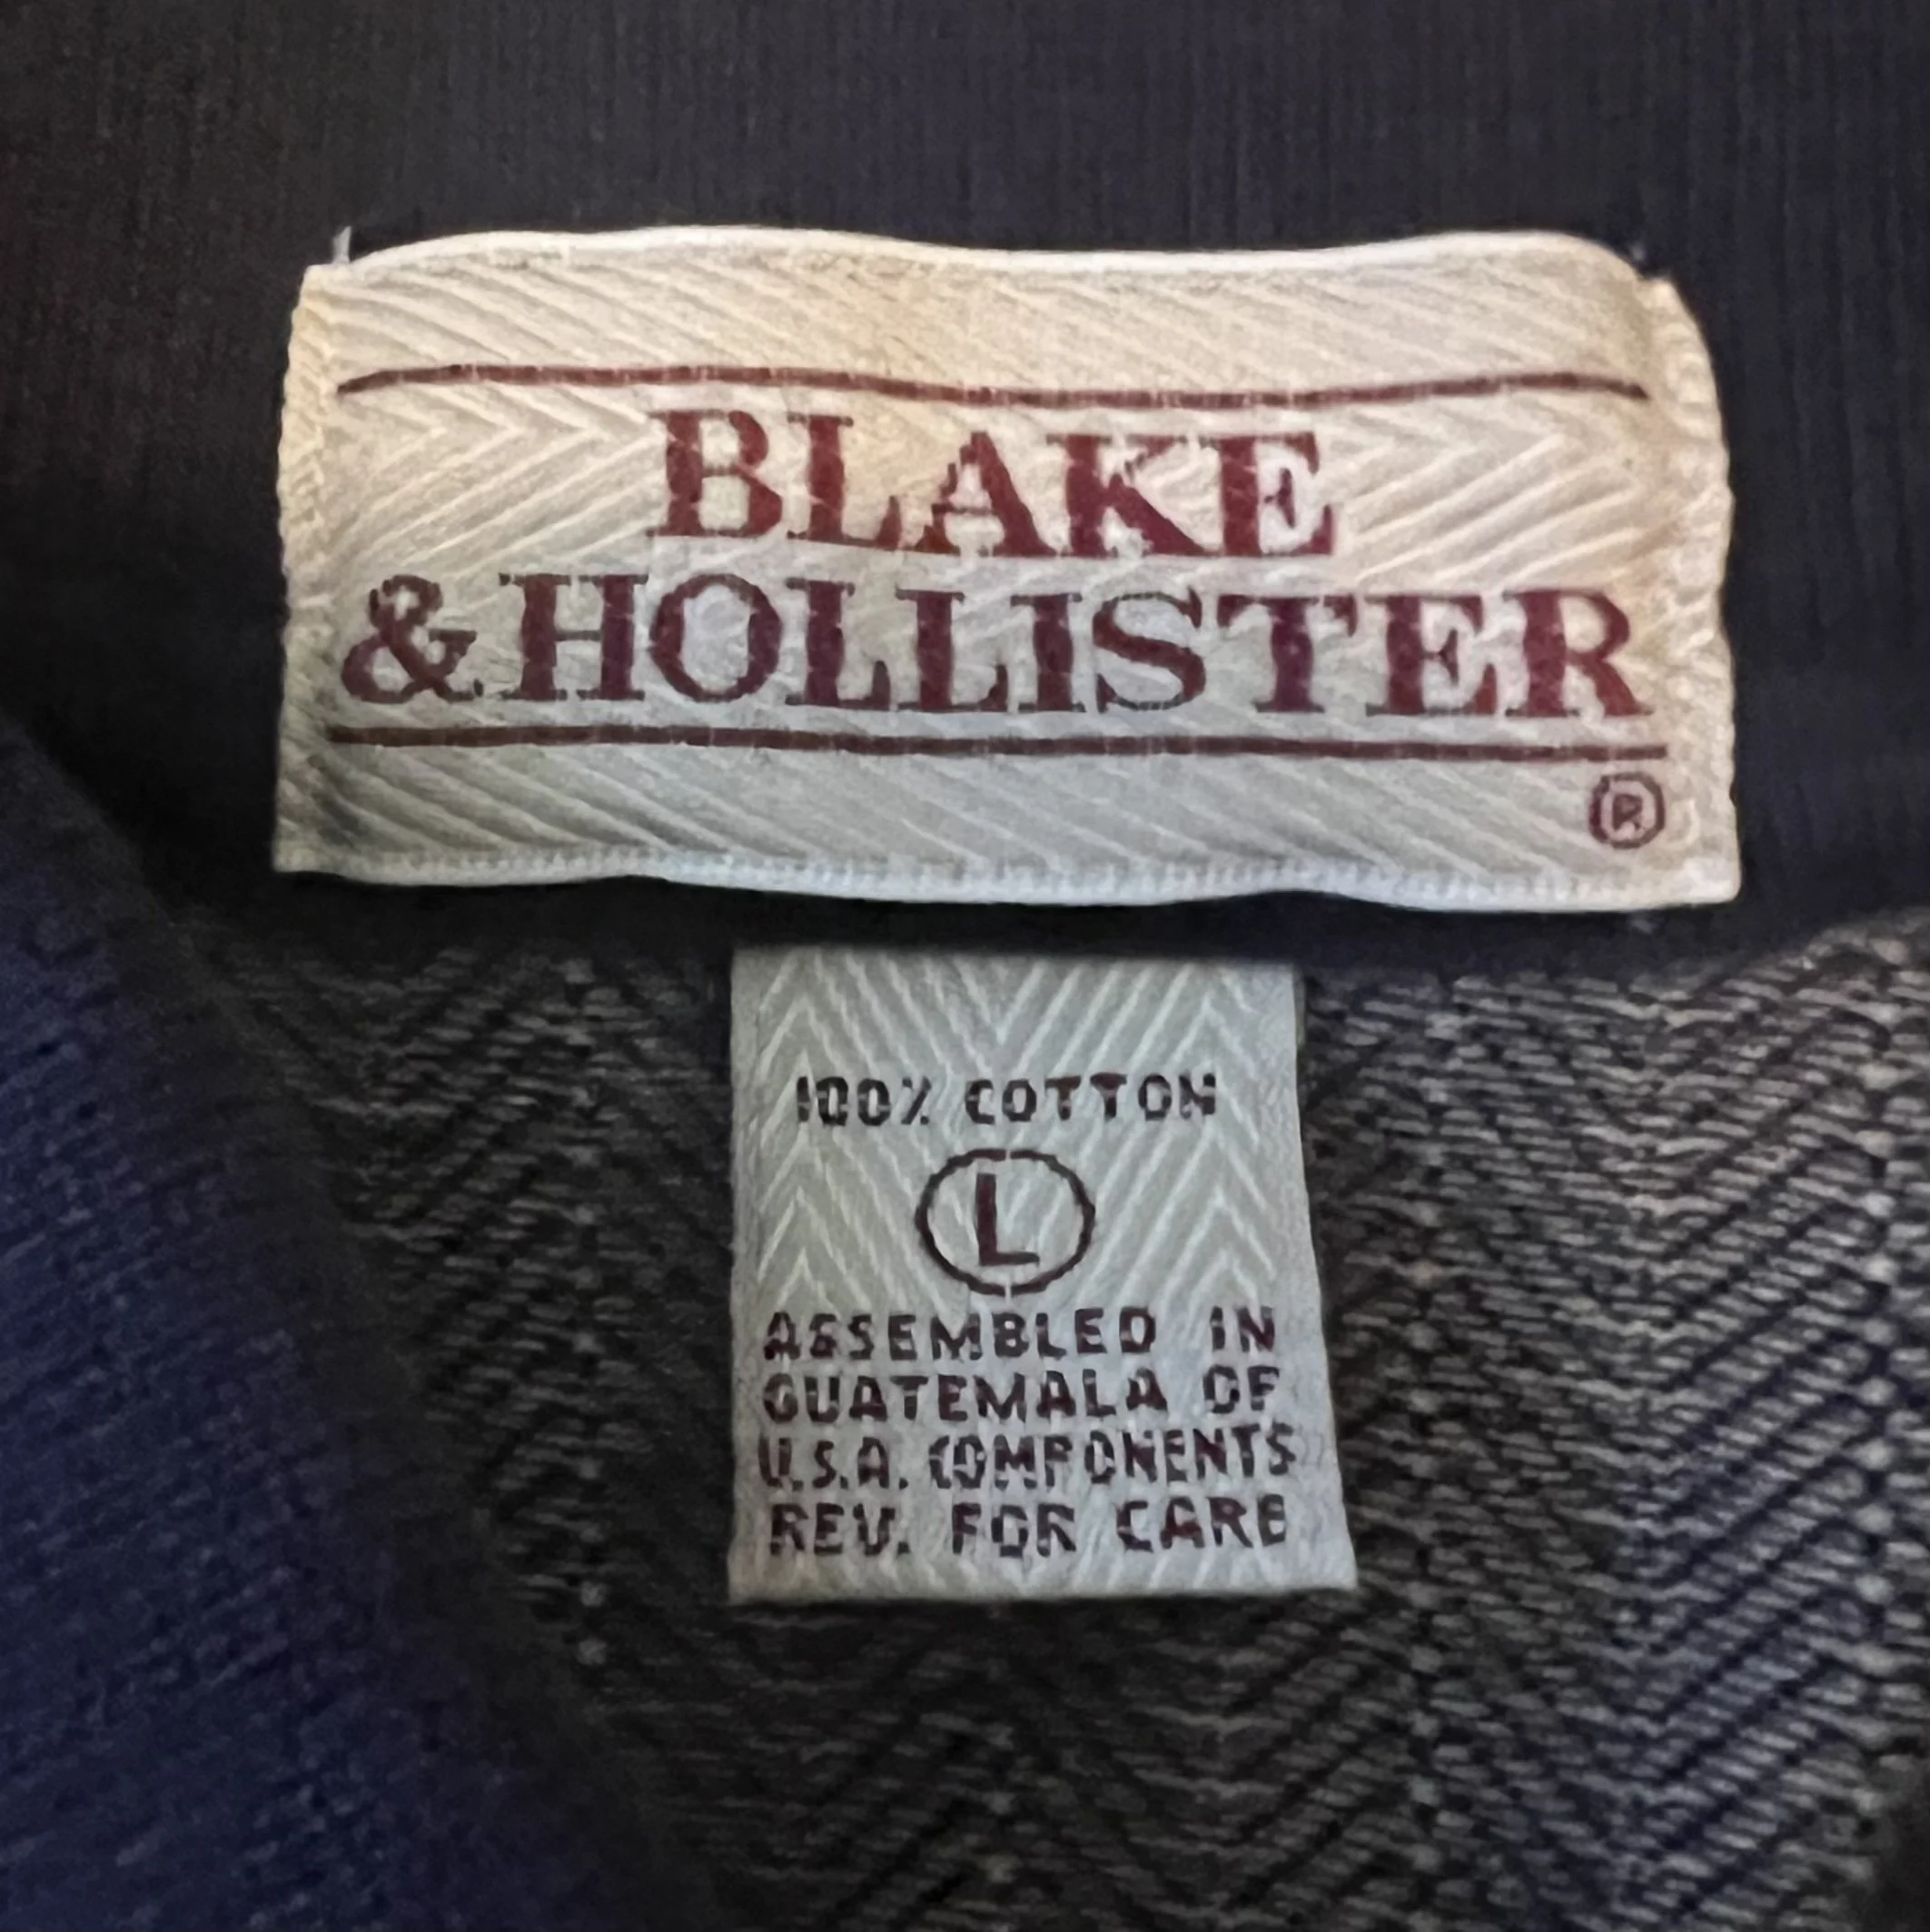 BLAKE
& HOLLISTER
®
100% COTTON
L
ASSEMBLED IN
GUATEMALA OF
U.S.A. COMPONENTS
REV. FOR CARE